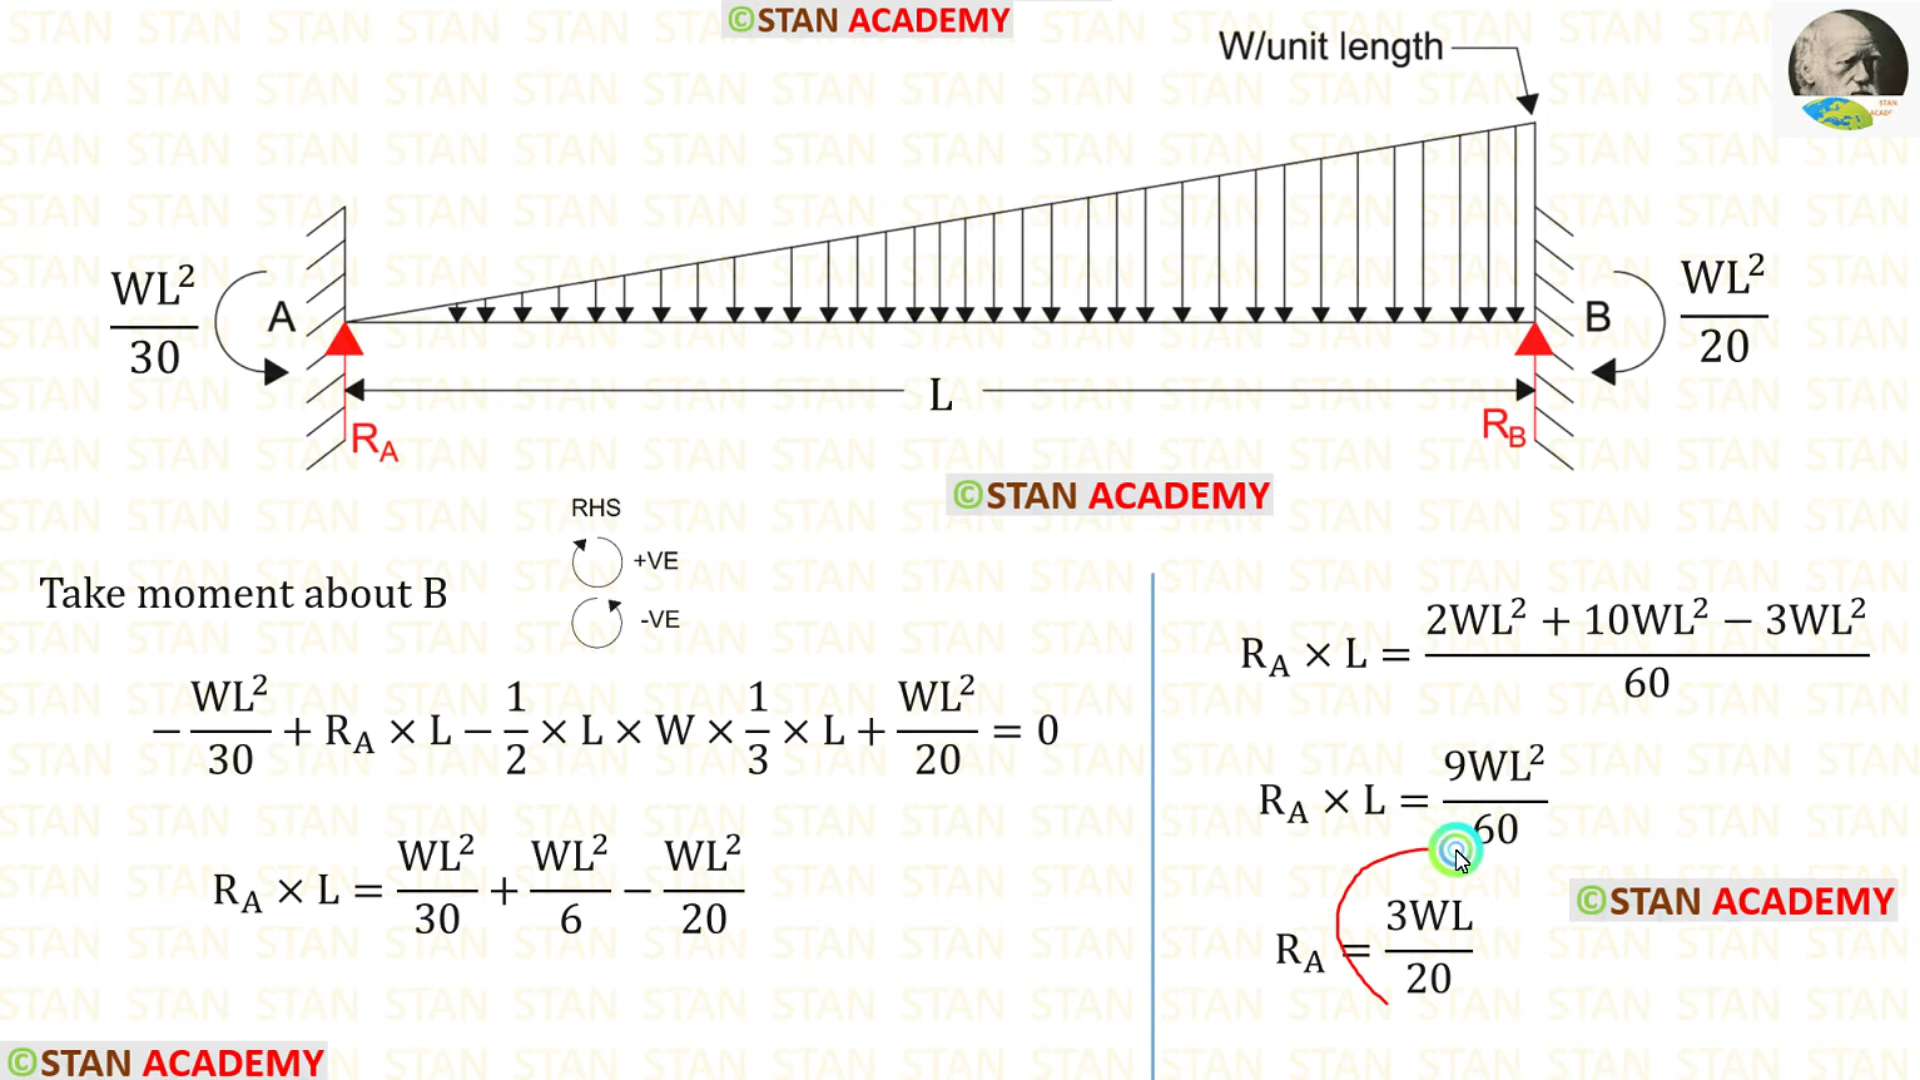 ©STAN ACADEMY
W/unit length
STAN
ACADEMY
WL²/30
A
B
WL²/20
L
R_A
R_B
©STAN ACADEMY
RHS
+VE
-VE
Take moment about B
− WL²/30 + R_A × L − 1/2 × L × W × 1/3 × L + WL²/20 = 0
R_A × L = WL²/30 + WL²/6 − WL²/20
R_A × L = (2WL² + 10WL² − 3WL²)/60
R_A × L = 9WL²/60
R_A = 3WL/20
©STAN ACADEMY
©STAN ACADEMY